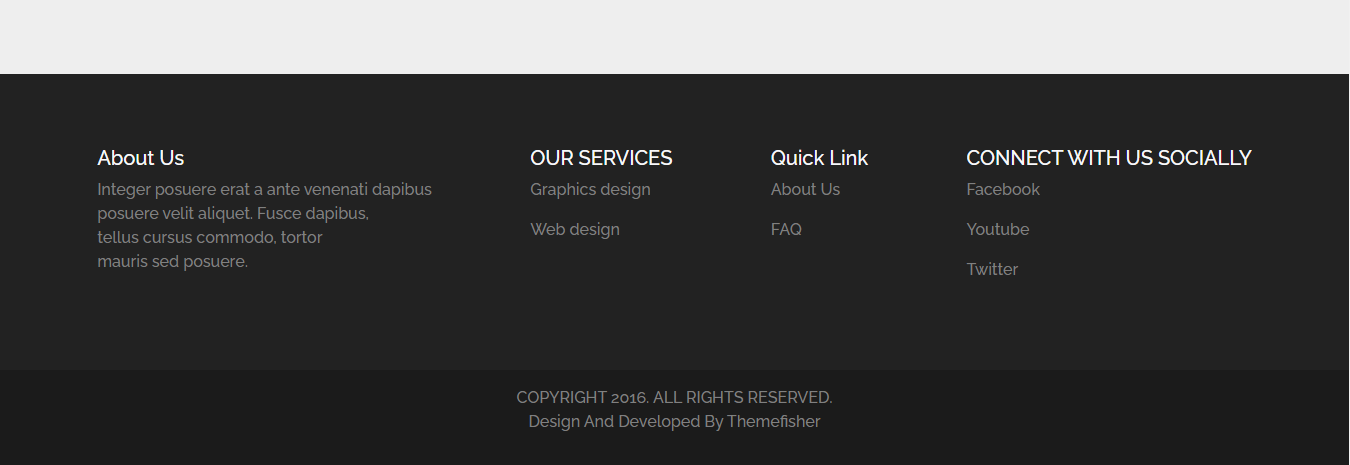 About Us
Integer posuere erat a ante venenati dapibus
posuere velit aliquet. Fusce dapibus,
tellus cursus commodo, tortor
mauris sed posuere.
OUR SERVICES
Graphics design
Web design
Quick Link
About Us
FAQ
CONNECT WITH US SOCIALLY
Facebook
Youtube
Twitter
COPYRIGHT 2016. ALL RIGHTS RESERVED.
Design And Developed By Themefisher